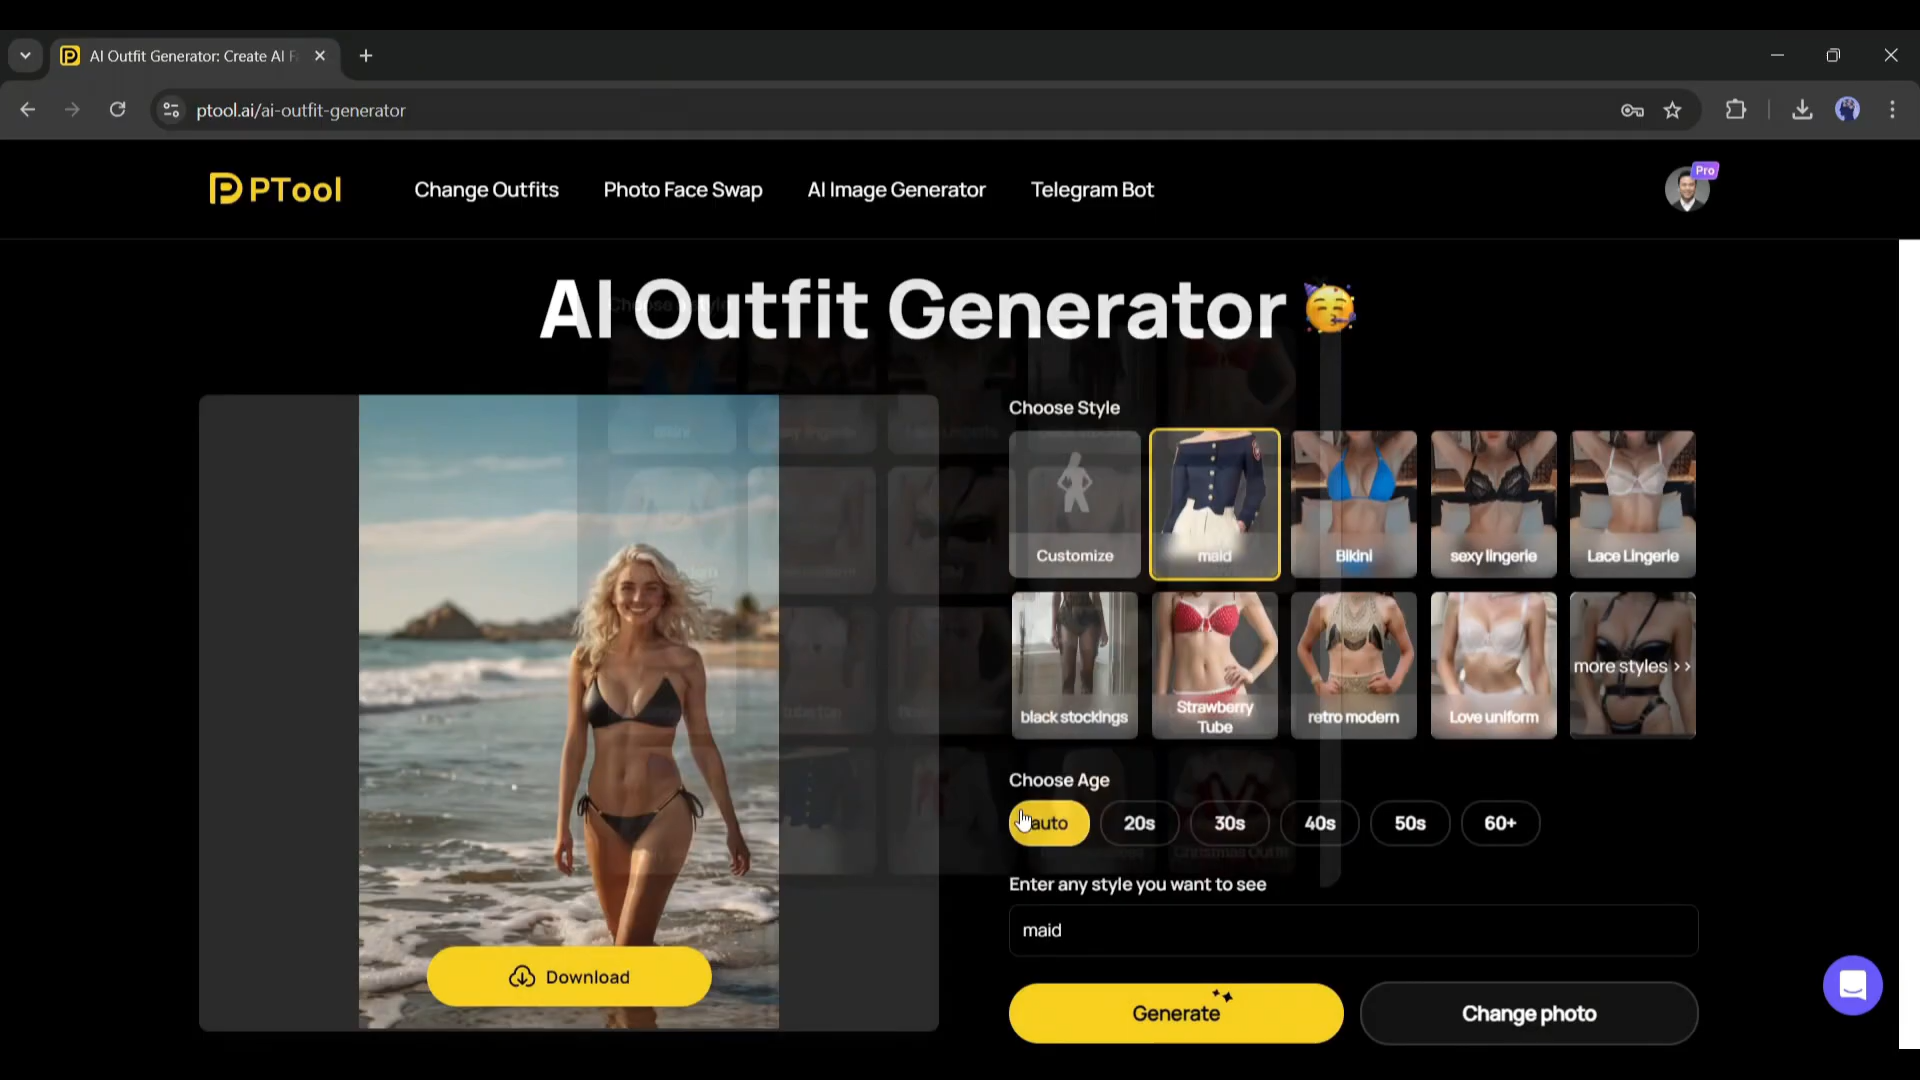 AI Outfit Generator: Create AI F
ptool.ai/ai-outfit-generator
PTool
Change Outfits
Photo Face Swap
AI Image Generator
Telegram Bot
Pro
AI Outfit Generator
Choose Style
Customize
maid
Bikini
sexy lingerie
Lace Lingerie
black stockings
Strawberry
Tube
retro modern
Love uniform
more styles >>
Choose Age
auto
20s
30s
40s
50s
60+
Enter any style you want to see
maid
Download
Generate
Change photo